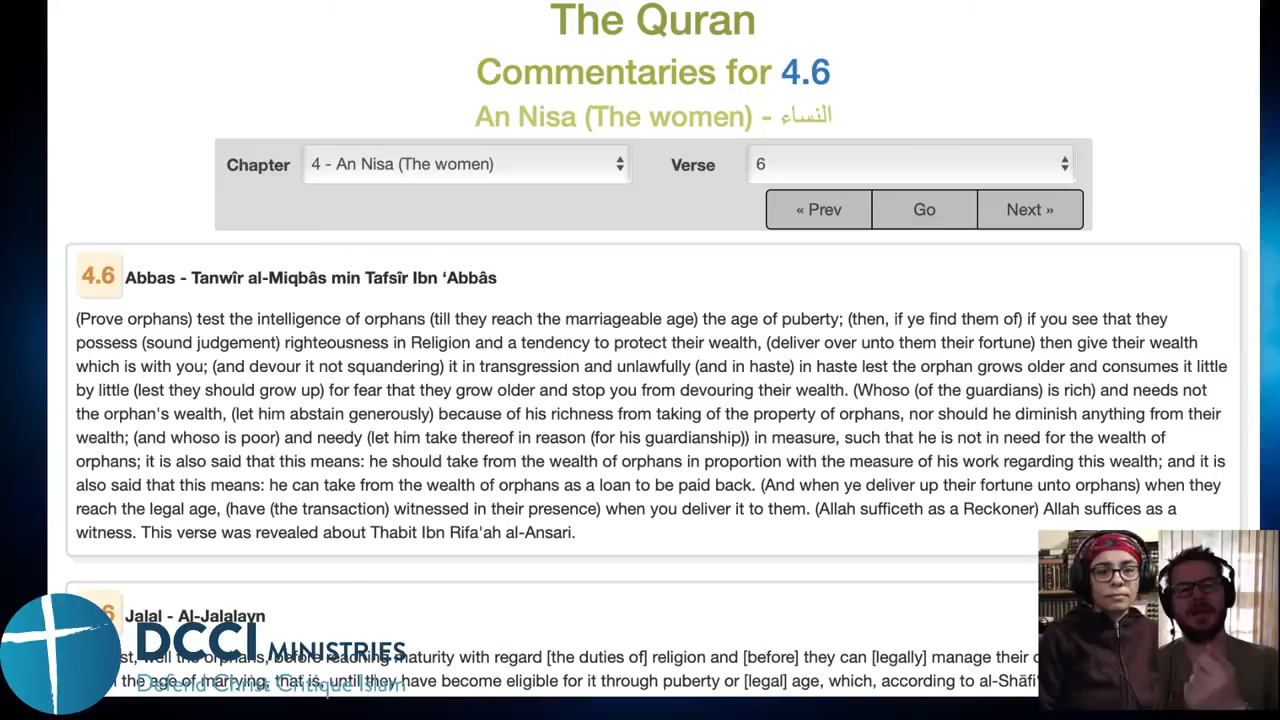 The Quran
Commentaries for 4.6
An Nisa (The women) - النساء
Chapter 4 - An Nisa (The women) Verse 6
« Prev Go Next »
4.6 Abbas - Tanwîr al-Miqbâs min Tafsîr Ibn ‘Abbâs
(Prove orphans) test the intelligence of orphans (till they reach the marriageable age) the age of puberty; (then, if ye find them of) if you see that they
possess (sound judgement) righteousness in Religion and a tendency to protect their wealth, (deliver over unto them their fortune) then give their wealth
which is with you; (and devour it not squandering) it in transgression and unlawfully (and in haste) in haste lest the orphan grows older and consumes it little
by little (lest they should grow up) for fear that they grow older and stop you from devouring their wealth. (Whoso (of the guardians) is rich) and needs not
the orphan's wealth, (let him abstain generously) because of his richness from taking of the property of orphans, nor should he diminish anything from their
wealth; (and whoso is poor) and needy (let him take thereof in reason (for his guardianship)) in measure, such that he is not in need for the wealth of
orphans; it is also said that this means: he should take from the wealth of orphans in proportion with the measure of his work regarding this wealth; and it is
also said that this means: he can take from the wealth of orphans as a loan to be paid back. (And when ye deliver up their fortune unto orphans) when they
reach the legal age, (have (the transaction) witnessed in their presence) when you deliver it to them. (Allah sufficeth as a Reckoner) Allah suffices as a
witness. This verse was revealed about Thabit Ibn Rifa'ah al-Ansari.
6 Jalal - Al-Jalalayn
DCCI MINISTRIES
well the orphans, before reaching maturity with regard [the duties of] religion and [before] they can [legally] manage their
Defend Christ Critique Islam
the age of marrying, that is, until they have become eligible for it through puberty or [legal] age, which, according to al-Shāfi